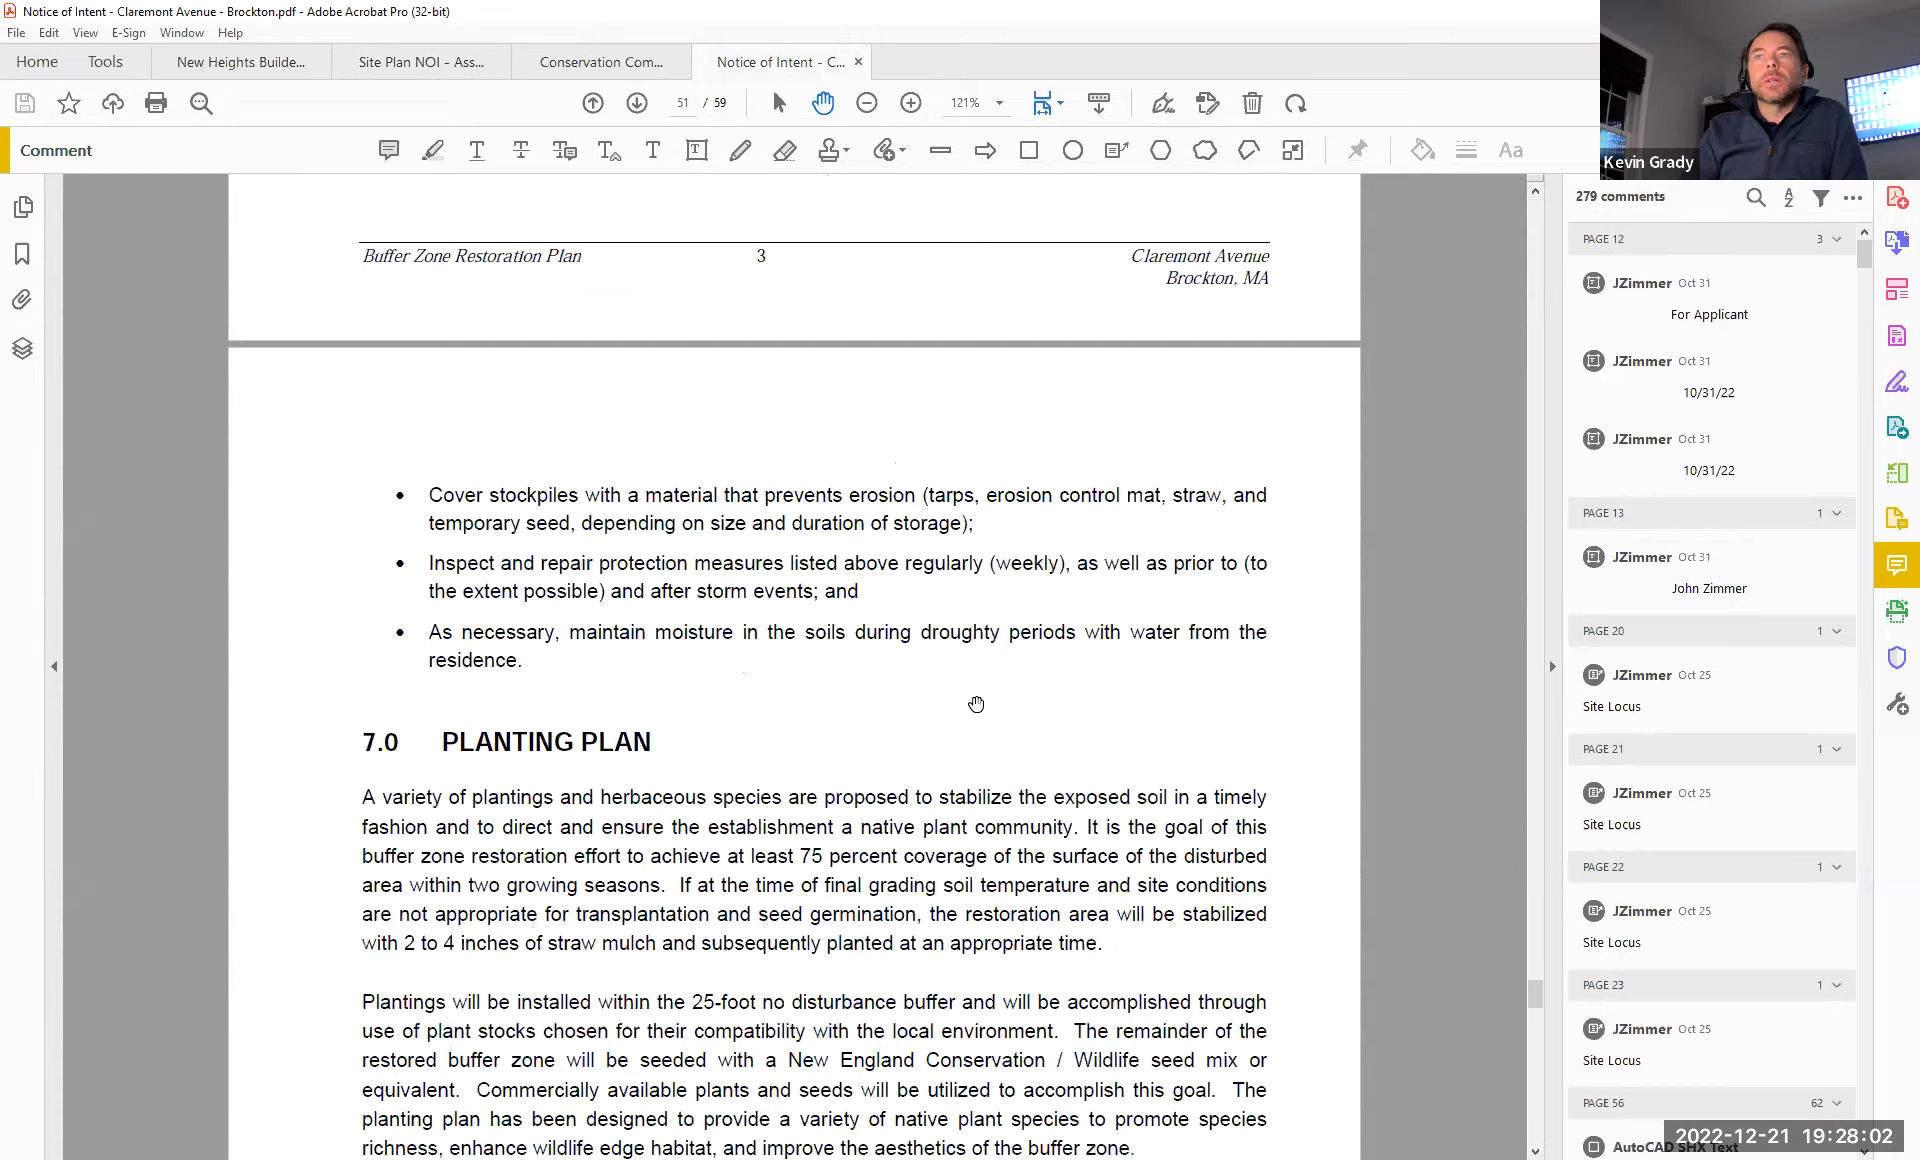 Notice of Intent - Claremont Avenue - Brockton.pdf - Adobe Acrobat Pro (32-bit)
File Edit View E-Sign Window Help
Home Tools New Heights Builde... Site Plan NOI - Ass... Conservation Com... Notice of Intent - C... ×
51 / 59 121%
Kevin Grady
Comment
Aa
279 comments
Buffer Zone Restoration Plan 3 Claremont Avenue
Brockton, MA
• Cover stockpiles with a material that prevents erosion (tarps, erosion control mat, straw, and
temporary seed, depending on size and duration of storage);
• Inspect and repair protection measures listed above regularly (weekly), as well as prior to (to
the extent possible) and after storm events; and
• As necessary, maintain moisture in the soils during droughty periods with water from the
residence.
7.0 PLANTING PLAN
A variety of plantings and herbaceous species are proposed to stabilize the exposed soil in a timely
fashion and to direct and ensure the establishment a native plant community. It is the goal of this
buffer zone restoration effort to achieve at least 75 percent coverage of the surface of the disturbed
area within two growing seasons. If at the time of final grading soil temperature and site conditions
are not appropriate for transplantation and seed germination, the restoration area will be stabilized
with 2 to 4 inches of straw mulch and subsequently planted at an appropriate time.
Plantings will be installed within the 25-foot no disturbance buffer and will be accomplished through
use of plant stocks chosen for their compatibility with the local environment. The remainder of the
restored buffer zone will be seeded with a New England Conservation / Wildlife seed mix or
equivalent. Commercially available plants and seeds will be utilized to accomplish this goal. The
planting plan has been designed to provide a variety of native plant species to promote species
richness, enhance wildlife edge habitat, and improve the aesthetics of the buffer zone.
PAGE 12 3
JZimmer Oct 31
For Applicant
JZimmer Oct 31
10/31/22
JZimmer Oct 31
10/31/22
PAGE 13 1
JZimmer Oct 31
John Zimmer
PAGE 20 1
JZimmer Oct 25
Site Locus
PAGE 21 1
JZimmer Oct 25
Site Locus
PAGE 22 1
JZimmer Oct 25
Site Locus
PAGE 23 1
JZimmer Oct 25
Site Locus
PAGE 56 62
AutoCAD SHX Text
2022-12-21 19:28:02